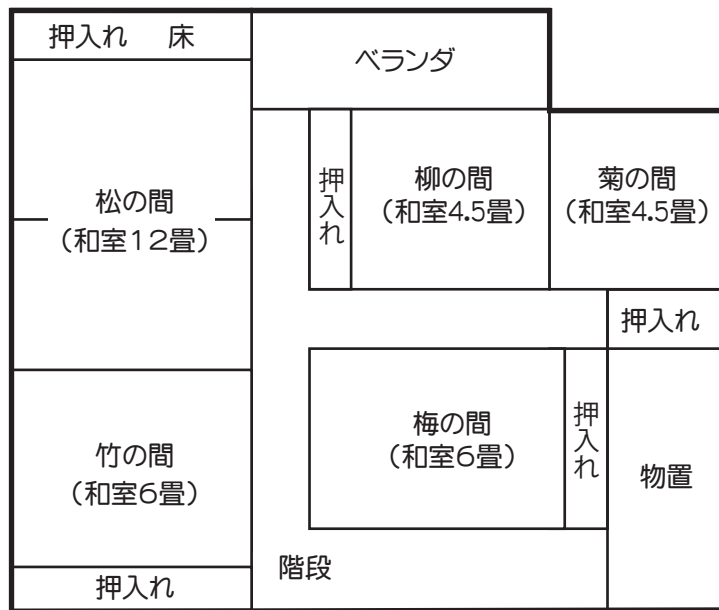 押入れ 床
ベランダ
松の間
（和室12畳）
押入れ
柳の間
（和室4.5畳）
菊の間
（和室4.5畳）
押入れ
竹の間
（和室6畳）
梅の間
（和室6畳）
押入れ
物置
押入れ
階段